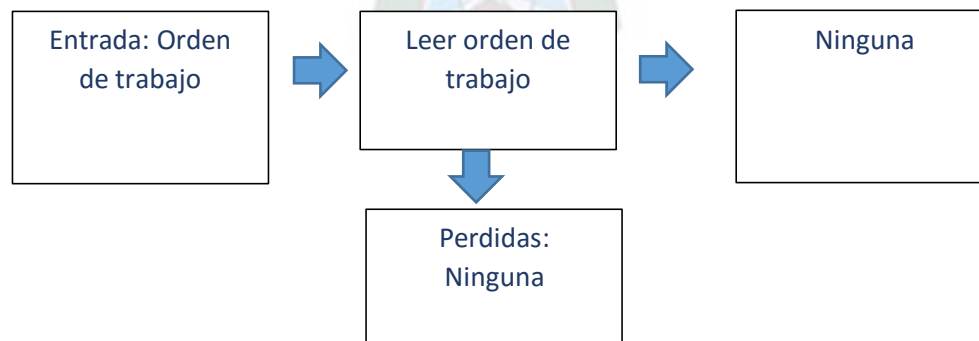 Entrada: Orden
de trabajo
Leer orden de
trabajo
Ninguna
Perdidas:
Ninguna